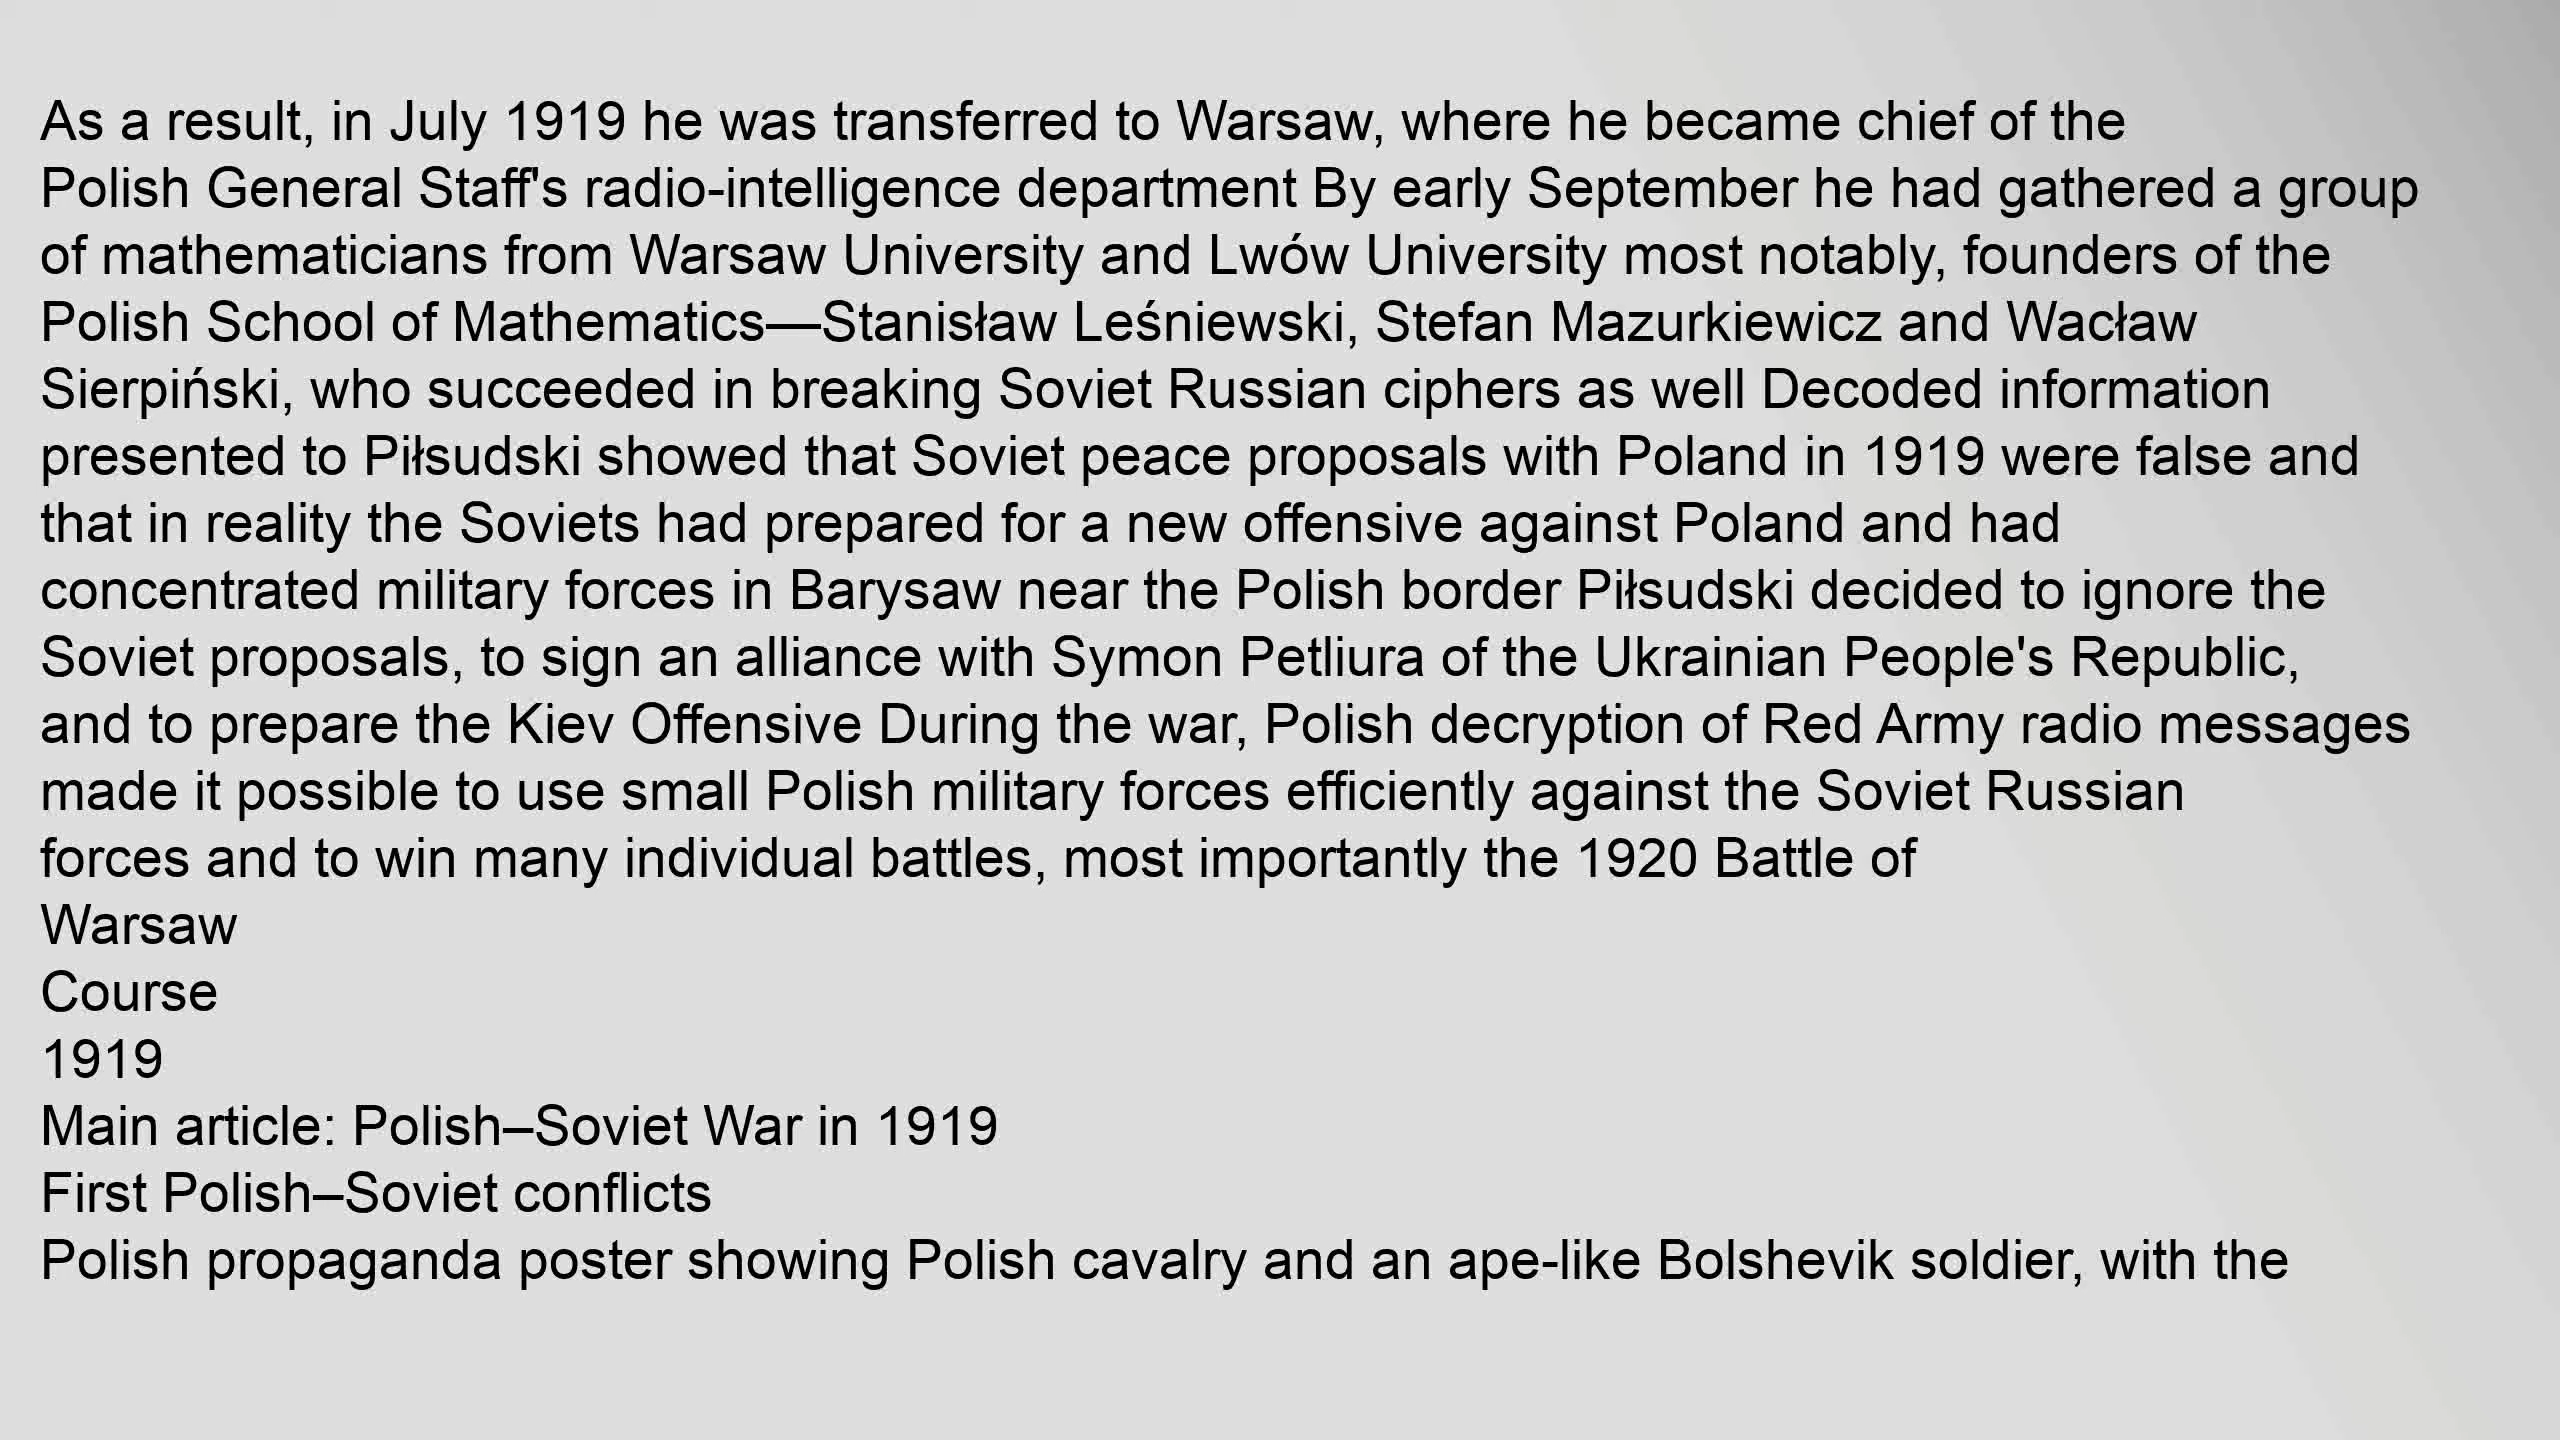 As a result, in July 1919 he was transferred to Warsaw, where he became chief of the
Polish General Staff's radio-intelligence department By early September he had gathered a group
of mathematicians from Warsaw University and Lwów University most notably, founders of the
Polish School of Mathematics—Stanisław Leśniewski, Stefan Mazurkiewicz and Wacław
Sierpiński, who succeeded in breaking Soviet Russian ciphers as well Decoded information
presented to Piłsudski showed that Soviet peace proposals with Poland in 1919 were false and
that in reality the Soviets had prepared for a new offensive against Poland and had
concentrated military forces in Barysaw near the Polish border Piłsudski decided to ignore the
Soviet proposals, to sign an alliance with Symon Petliura of the Ukrainian People's Republic,
and to prepare the Kiev Offensive During the war, Polish decryption of Red Army radio messages
made it possible to use small Polish military forces efficiently against the Soviet Russian
forces and to win many individual battles, most importantly the 1920 Battle of
Warsaw
Course
1919
Main article: Polish–Soviet War in 1919
First Polish–Soviet conflicts
Polish propaganda poster showing Polish cavalry and an ape-like Bolshevik soldier, with the